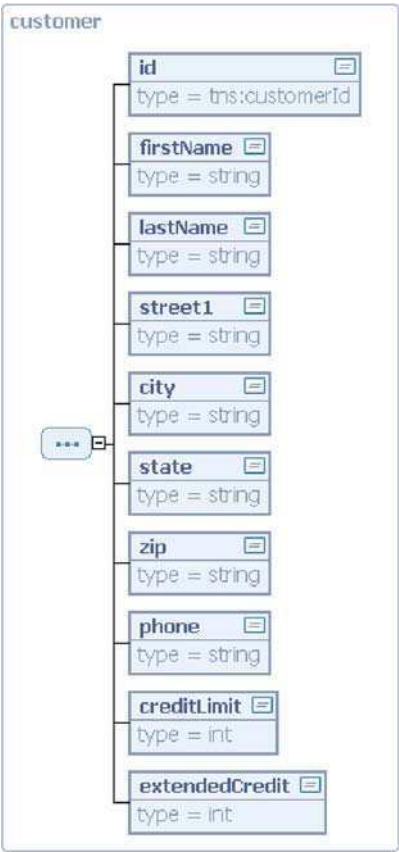 customer
id
type = tns:customerId
firstName
type = string
lastName
type = string
street1
type = string
city
type = string
state
type = string
zip
type = string
phone
type = string
creditLimit
type = int
extendedCredit
type = int